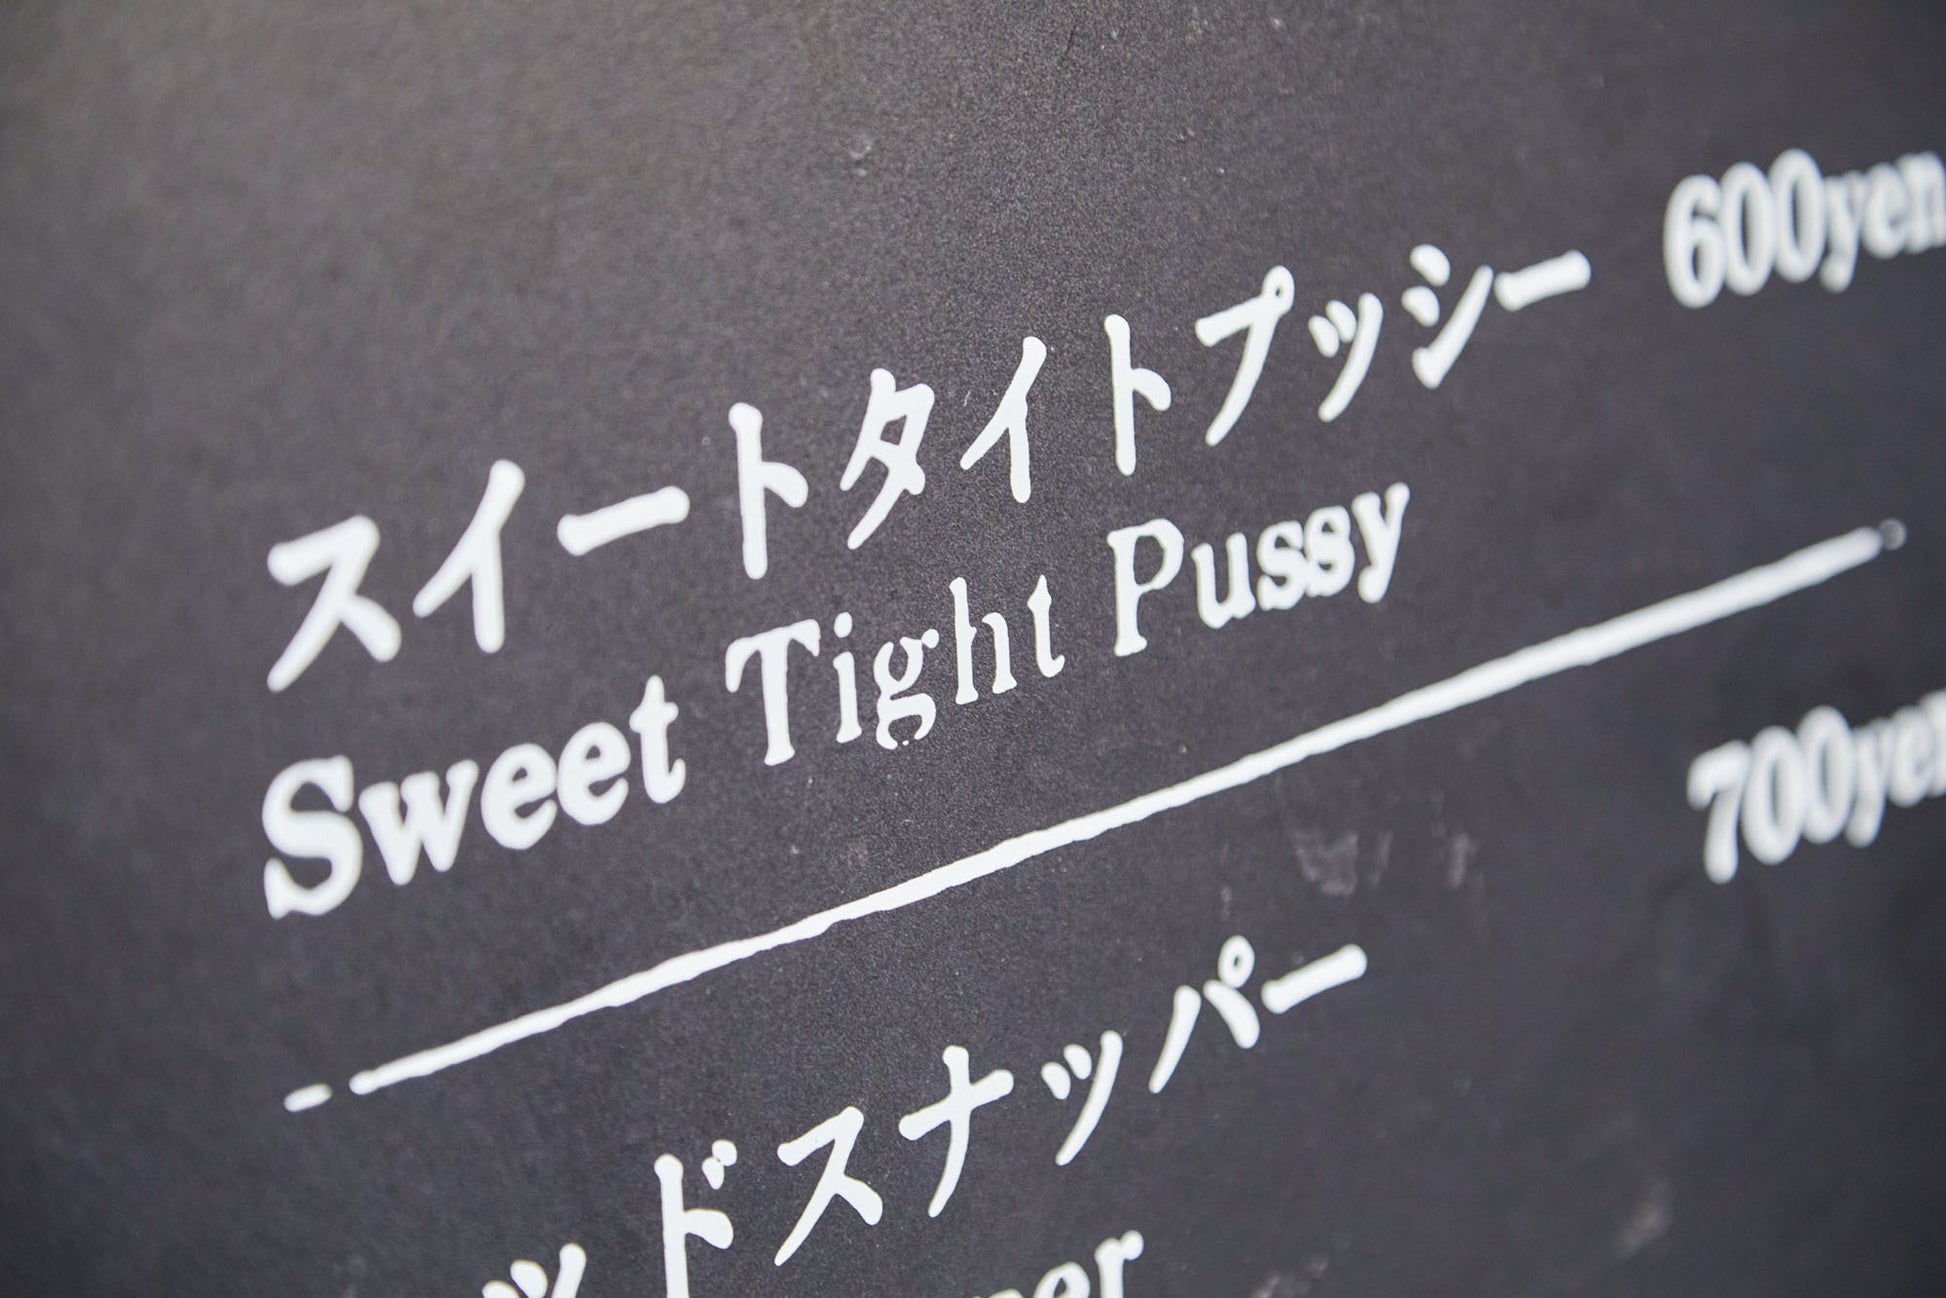 スイートタイトプッシー 600yen
Sweet Tight Pussy
ッドスナッパー 700yen